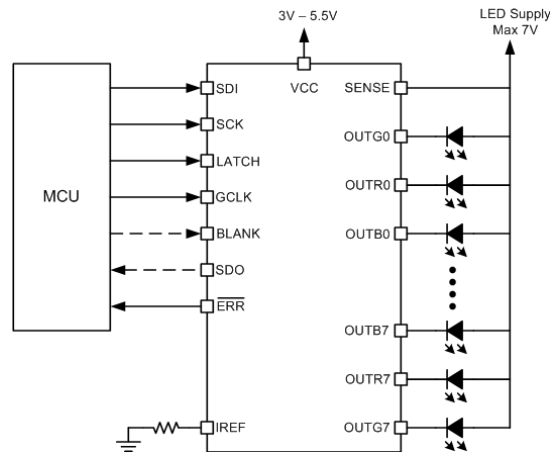 3V – 5.5V
LED Supply
Max 7V
MCU
SDI
SCK
LATCH
GCLK
BLANK
SDO
ERR
IREF
VCC
SENSE
OUTG0
OUTR0
OUTB0
OUTB7
OUTR7
OUTG7